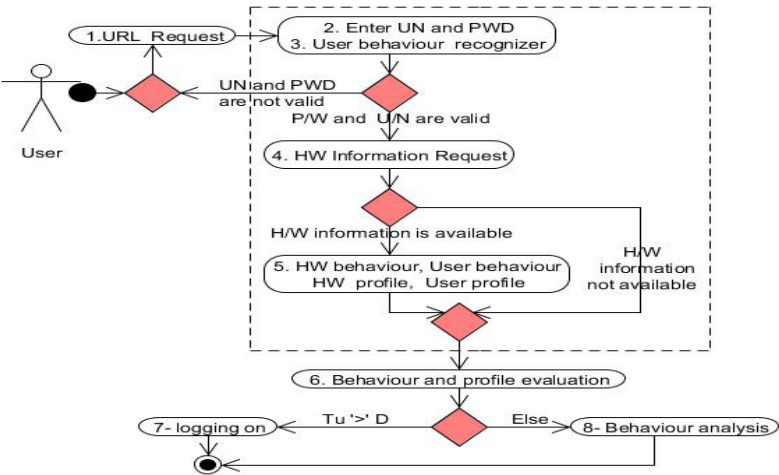 1.URL Request
2. Enter UN and PWD
3. User behaviour recognizer
UN and PWD
are not valid
P/W and U/N are valid
User
4. HW Information Request
H/W information is available
H/W
information
not available
5. HW behaviour, User behaviour
HW profile, User profile
6. Behaviour and profile evaluation
Tu '>' D
Else
7- logging on
8- Behaviour analysis